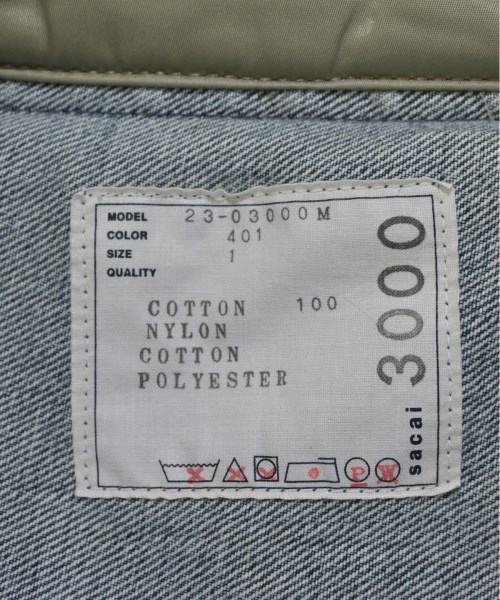 MODEL 23-03000M
COLOR 401
SIZE 1
QUALITY
COTTON 100
NYLON
COTTON
POLYESTER
P W
sacai 3000